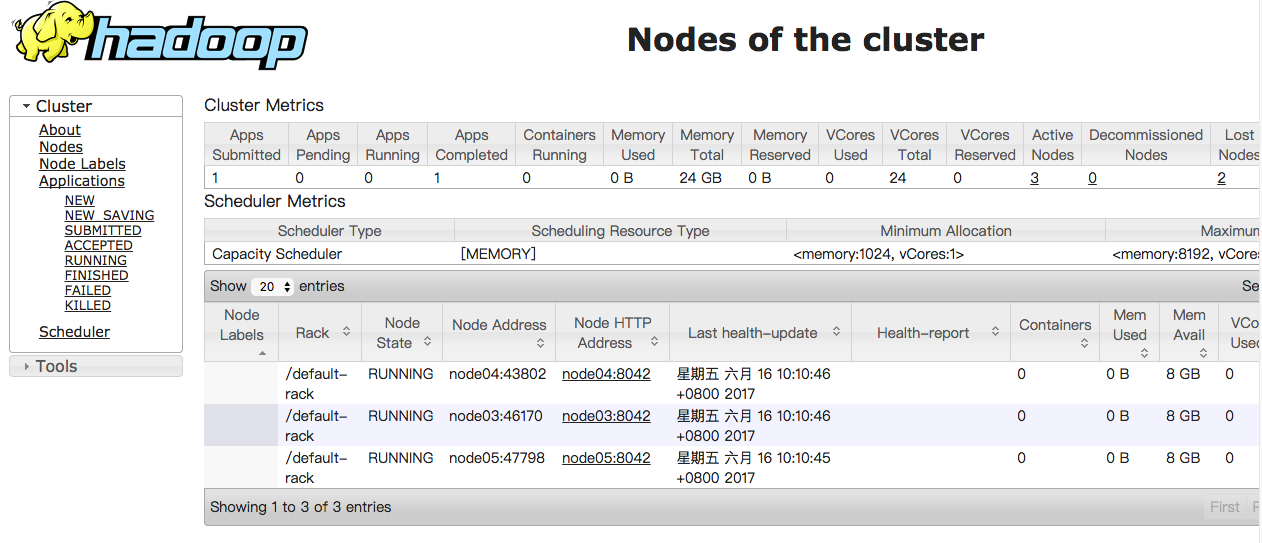 hadoop
Nodes of the cluster
Cluster
About
Nodes
Node Labels
Applications
NEW
NEW_SAVING
SUBMITTED
ACCEPTED
RUNNING
FINISHED
FAILED
KILLED
Scheduler
Tools
Cluster Metrics
Apps Apps Apps Apps Containers Memory Memory Memory VCores VCores VCores Active Decommissioned Lost
Submitted Pending Running Completed Running Used Total Reserved Used Total Reserved Nodes Nodes Nodes
1 0 0 1 0 0 B 24 GB 0 B 0 24 0 3 0 2
Scheduler Metrics
Scheduler Type Scheduling Resource Type Minimum Allocation Maximum
Capacity Scheduler [MEMORY] <memory:1024, vCores:1> <memory:8192, vCores
Show 20 entries Se
Node Labels Rack Node State Node Address Node HTTP Address Last health-update Health-report Containers Mem Used Mem Avail VCo Used
/default-rack RUNNING node04:43802 node04:8042 星期五 六月 16 10:10:46 0 0 B 8 GB 0
+0800 2017
/default-rack RUNNING node03:46170 node03:8042 星期五 六月 16 10:10:46 0 0 B 8 GB 0
+0800 2017
/default-rack RUNNING node05:47798 node05:8042 星期五 六月 16 10:10:45 0 0 B 8 GB 0
+0800 2017
Showing 1 to 3 of 3 entries First